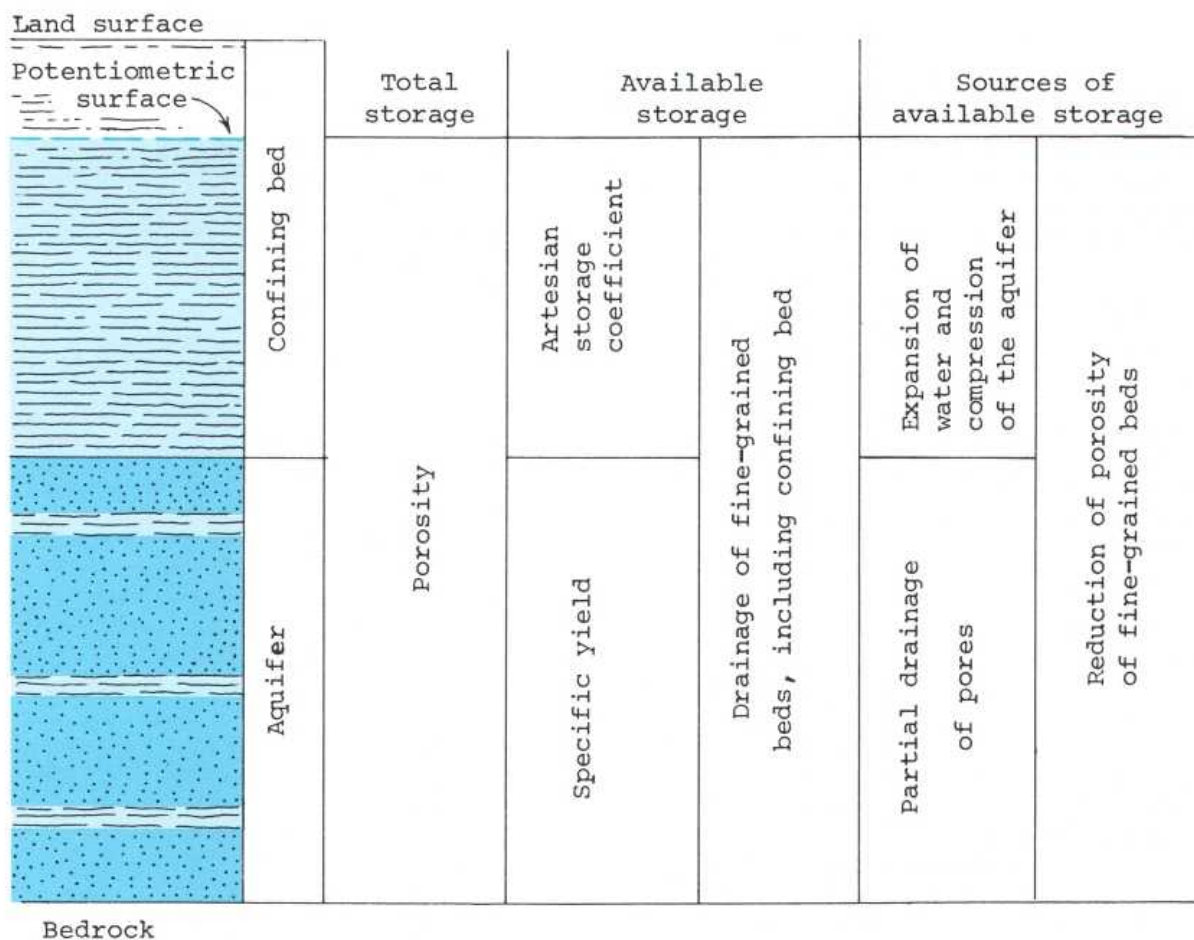 Land surface
Potentiometric
surface
Confining bed
Aquifer
Bedrock
Total
storage
Porosity
Available
storage
Artesian
storage
coefficient
Specific yield
Drainage of fine-grained
beds, including confining bed
Sources of
available storage
Expansion of
water and
compression
of the aquifer
Partial drainage
of pores
Reduction of porosity
of fine-grained beds